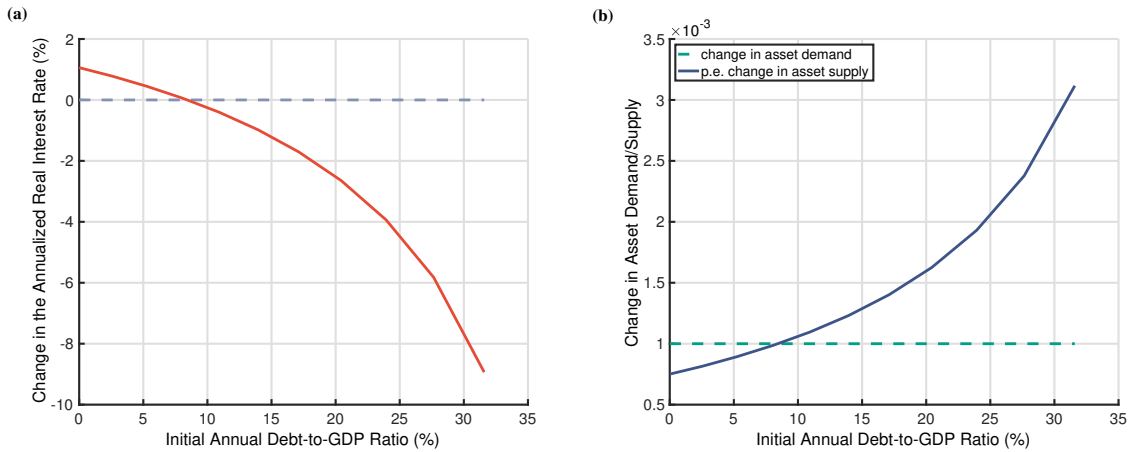 (a)
Change in the Annualized Real Interest Rate (%)
2
0
-2
-4
-6
-8
-10
0 5 10 15 20 25 30 35
Initial Annual Debt-to-GDP Ratio (%)
(b)
×10⁻³
Change in Asset Demand/Supply
3.5
3
2.5
2
1.5
1
0.5
change in asset demand
p.e. change in asset supply
0 5 10 15 20 25 30 35
Initial Annual Debt-to-GDP Ratio (%)